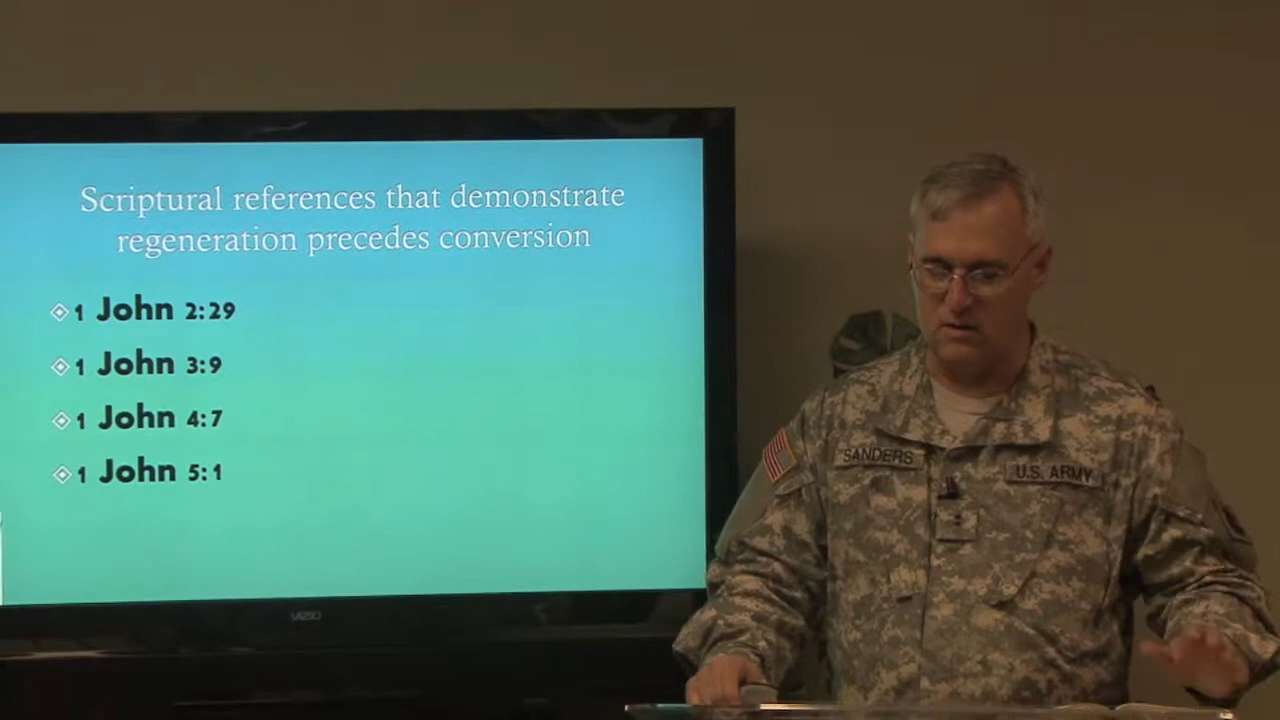 Scriptural references that demonstrate
regeneration precedes conversion
1 John 2:29
1 John 3:9
1 John 4:7
1 John 5:1
VIZIO
SANDERS
U.S. ARMY